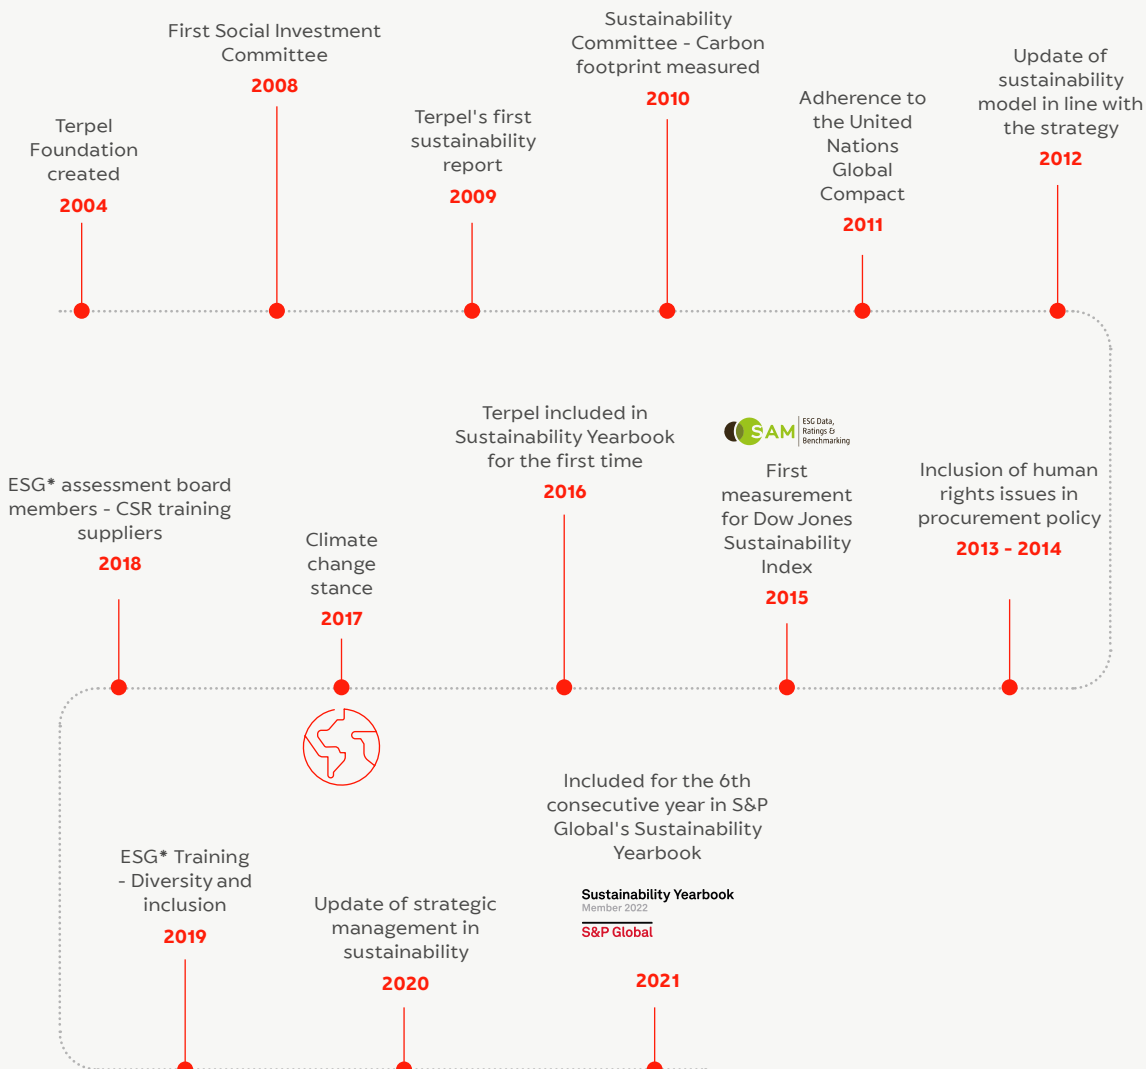 Terpel
Foundation
created
2004
First Social Investment
Committee
2008
Terpel's first
sustainability
report
2009
Sustainability
Committee - Carbon
footprint measured
2010
Adherence to
the United
Nations
Global
Compact
2011
Update of
sustainability
model in line with
the strategy
2012
Inclusion of human
rights issues in
procurement policy
2013 - 2014
SAM
ESG Data,
Ratings &
Benchmarking
First
measurement
for Dow Jones
Sustainability
Index
2015
Terpel included in
Sustainability Yearbook
for the first time
2016
Climate
change
stance
2017
ESG* assessment board
members - CSR training
suppliers
2018
ESG* Training
- Diversity and
inclusion
2019
Update of strategic
management in
sustainability
2020
Included for the 6th
consecutive year in S&P
Global's Sustainability
Yearbook
Sustainability Yearbook
Member 2022
S&P Global
2021